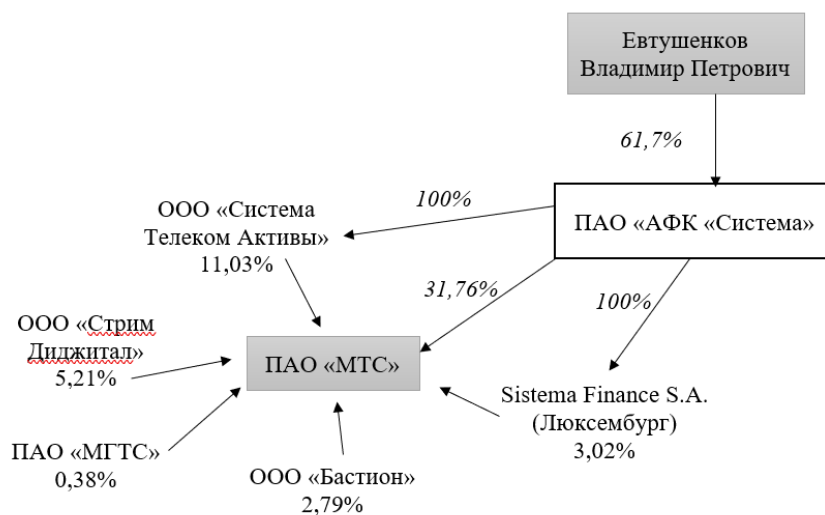 Евтушенков
Владимир Петрович
61,7%
100%
ООО «Система
Телеком Активы»
11,03%
ПАО «АФК «Система»
31,76%
100%
ООО «Стрим
Диджитал»
5,21%
ПАО «МТС»
Sistema Finance S.A.
(Люксембург)
3,02%
ПАО «МГТС»
0,38%
ООО «Бастион»
2,79%